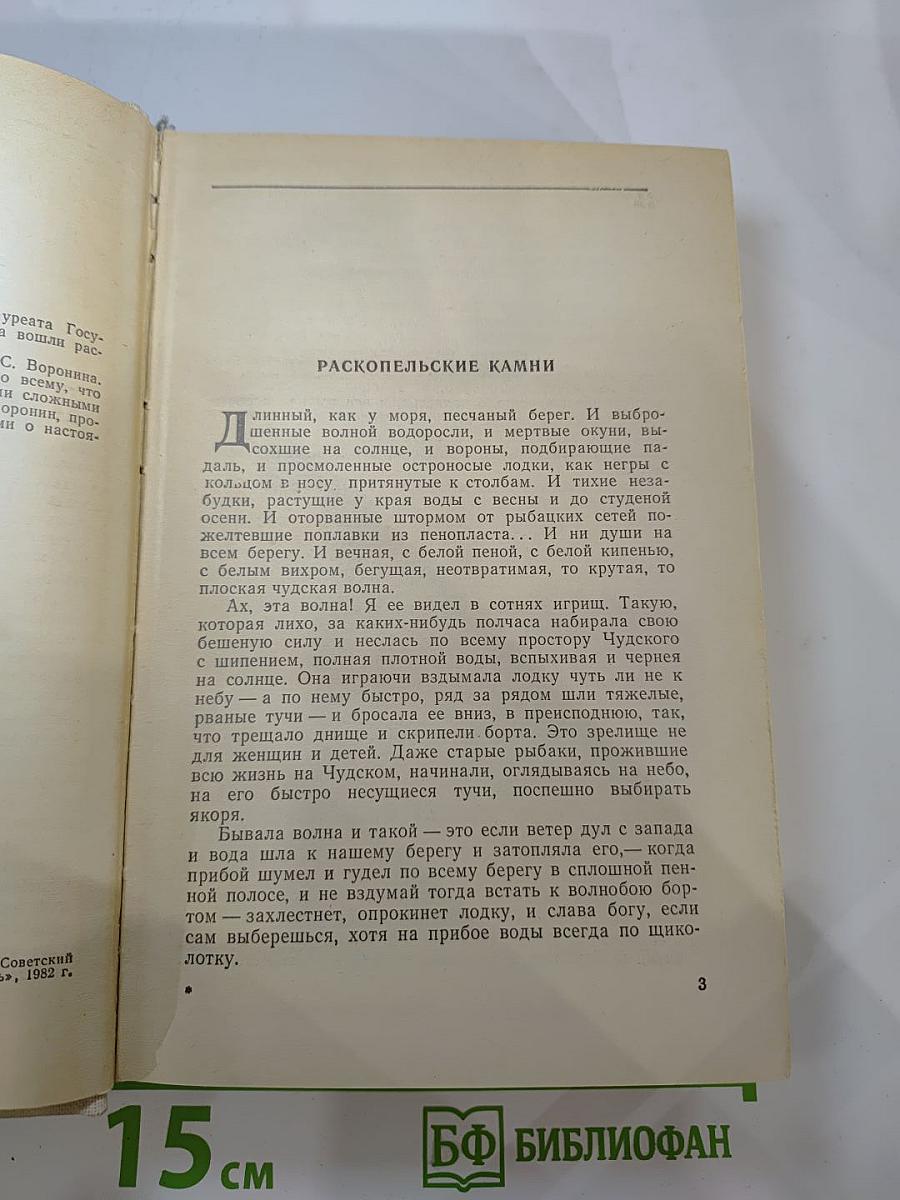 уреата Госу-
а вошли рас-
С. Воронина.
о всему, что
ии сложными
оронин, про-
ми о настоя-
Советский
ь», 1982 г.
РАСКОПЕЛЬСКИЕ КАМНИ
Длинный, как у моря, песчаный берег. И выбро-
шенные волной водоросли, и мертвые окуни, вы-
сохшие на солнце, и вороны, подбирающие па-
даль, и просмоленные остроносые лодки, как негры с
кольцом в носу, притянутые к столбам. И тихие неза-
будки, растущие у края воды с весны и до студеной
осени. И оторванные штормом от рыбацких сетей по-
желтевшие поплавки из пенопласта... И ни души на
всем берегу. И вечная, с белой пеной, с белой кипенью,
с белым вихром, бегущая, неотвратимая, то крутая, то
плоская чудская волна.
Ах, эта волна! Я ее видел в сотнях игрищ. Такую,
которая лихо, за каких-нибудь полчаса набирала свою
бешеную силу и неслась по всему простору Чудского
с шипением, полная плотной воды, вспыхивая и чернея
на солнце. Она играючи вздымала лодку чуть ли не к
небу — а по нему быстро, ряд за рядом шли тяжелые,
рваные тучи — и бросала ее вниз, в преисподнюю, так,
что трещало днище и скрипели борта. Это зрелище не
для женщин и детей. Даже старые рыбаки, прожившие
всю жизнь на Чудском, начинали, оглядываясь на небо,
на его быстро несущиеся тучи, поспешно выбирать
якоря.
Бывала волна и такой — это если ветер дул с запада
и вода шла к нашему берегу и затопляла его,— когда
прибой шумел и гудел по всему берегу в сплошной пен-
ной полосе, и не вздумай тогда встать к волнобою бор-
том — захлестнет, опрокинет лодку, и слава богу, если
сам выберешься, хотя на прибое воды всегда по щико-
лотку.
*
3
15 см
БФ БИБЛИОФАН